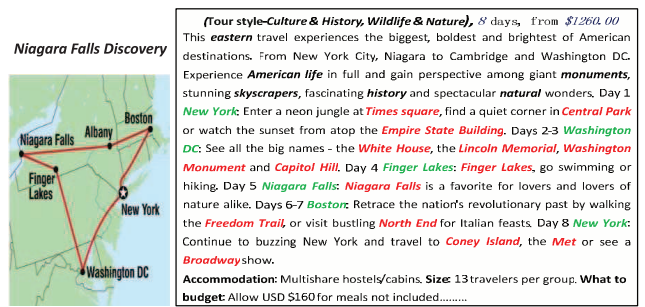 Niagara Falls Discovery
Boston
Albany
Niagara Falls
Finger
Lakes
New York
Washington DC
(Tour style-Culture & History, Wildlife & Nature), 8 days, from $1260.00
This eastern travel experiences the biggest, boldest and brightest of American
destinations. From New York City, Niagara to Cambridge and Washington DC.
Experience American life in full and gain perspective among giant monuments,
stunning skyscrapers, fascinating history and spectacular natural wonders. Day 1
New York: Enter a neon jungle at Times square, find a quiet corner in Central Park
or watch the sunset from atop the Empire State Building. Days 2-3 Washington
DC: See all the big names - the White House, the Lincoln Memorial, Washington
Monument and Capitol Hill. Day 4 Finger Lakes: Finger Lakes, go swimming or
hiking. Day 5 Niagara Falls: Niagara Falls is a favorite for lovers and lovers of
nature alike. Days 6-7 Boston: Retrace the nation's revolutionary past by walking
the Freedom Trail, or visit bustling North End for Italian feasts. Day 8 New York:
Continue to buzzing New York and travel to Coney Island, the Met or see a
Broadway show.
Accommodation: Multishare hostels/cabins. Size: 13 travelers per group. What to
budget: Allow USD $160 for meals not included.........